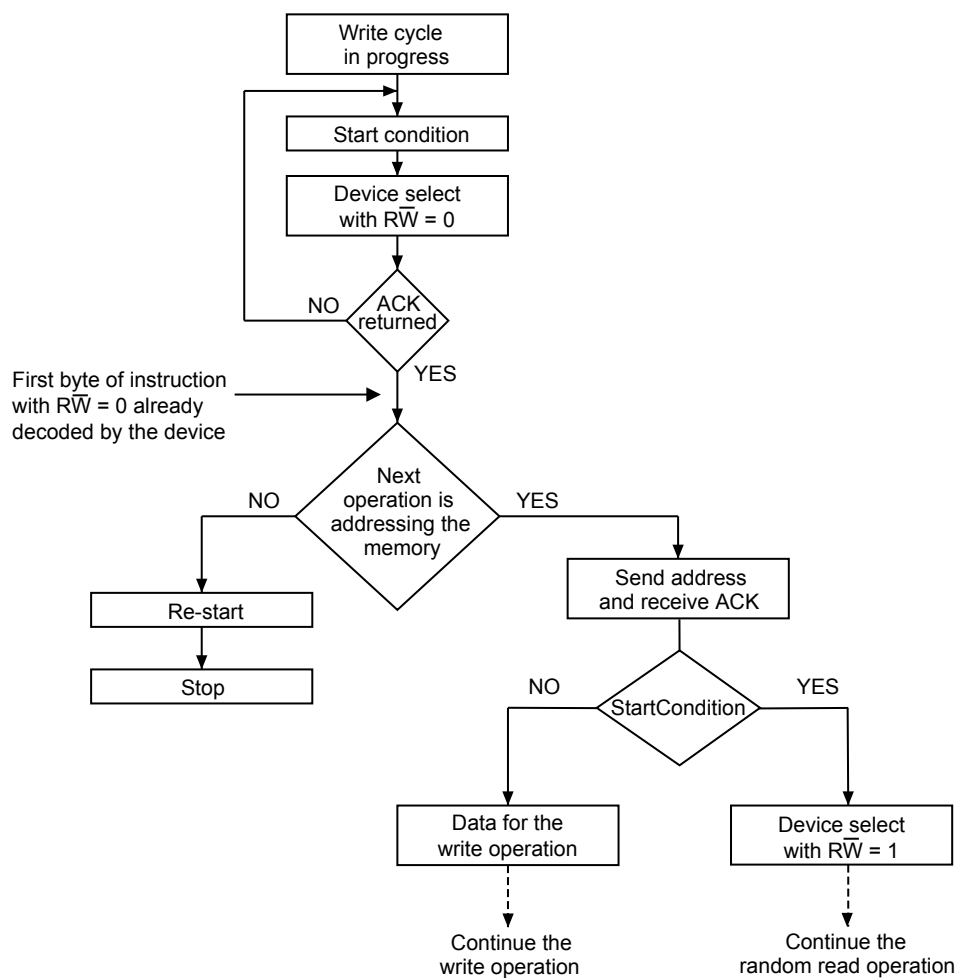 Write cycle
in progress
Start condition
Device select
with RW̅ = 0
NO
ACK
returned
YES
First byte of instruction
with RW̅ = 0 already
decoded by the device
Next
operation is
addressing the
memory
NO
YES
Send address
and receive ACK
Re-start
Stop
NO
StartCondition
YES
Data for the
write operation
Device select
with RW̅ = 1
Continue the
write operation
Continue the
random read operation